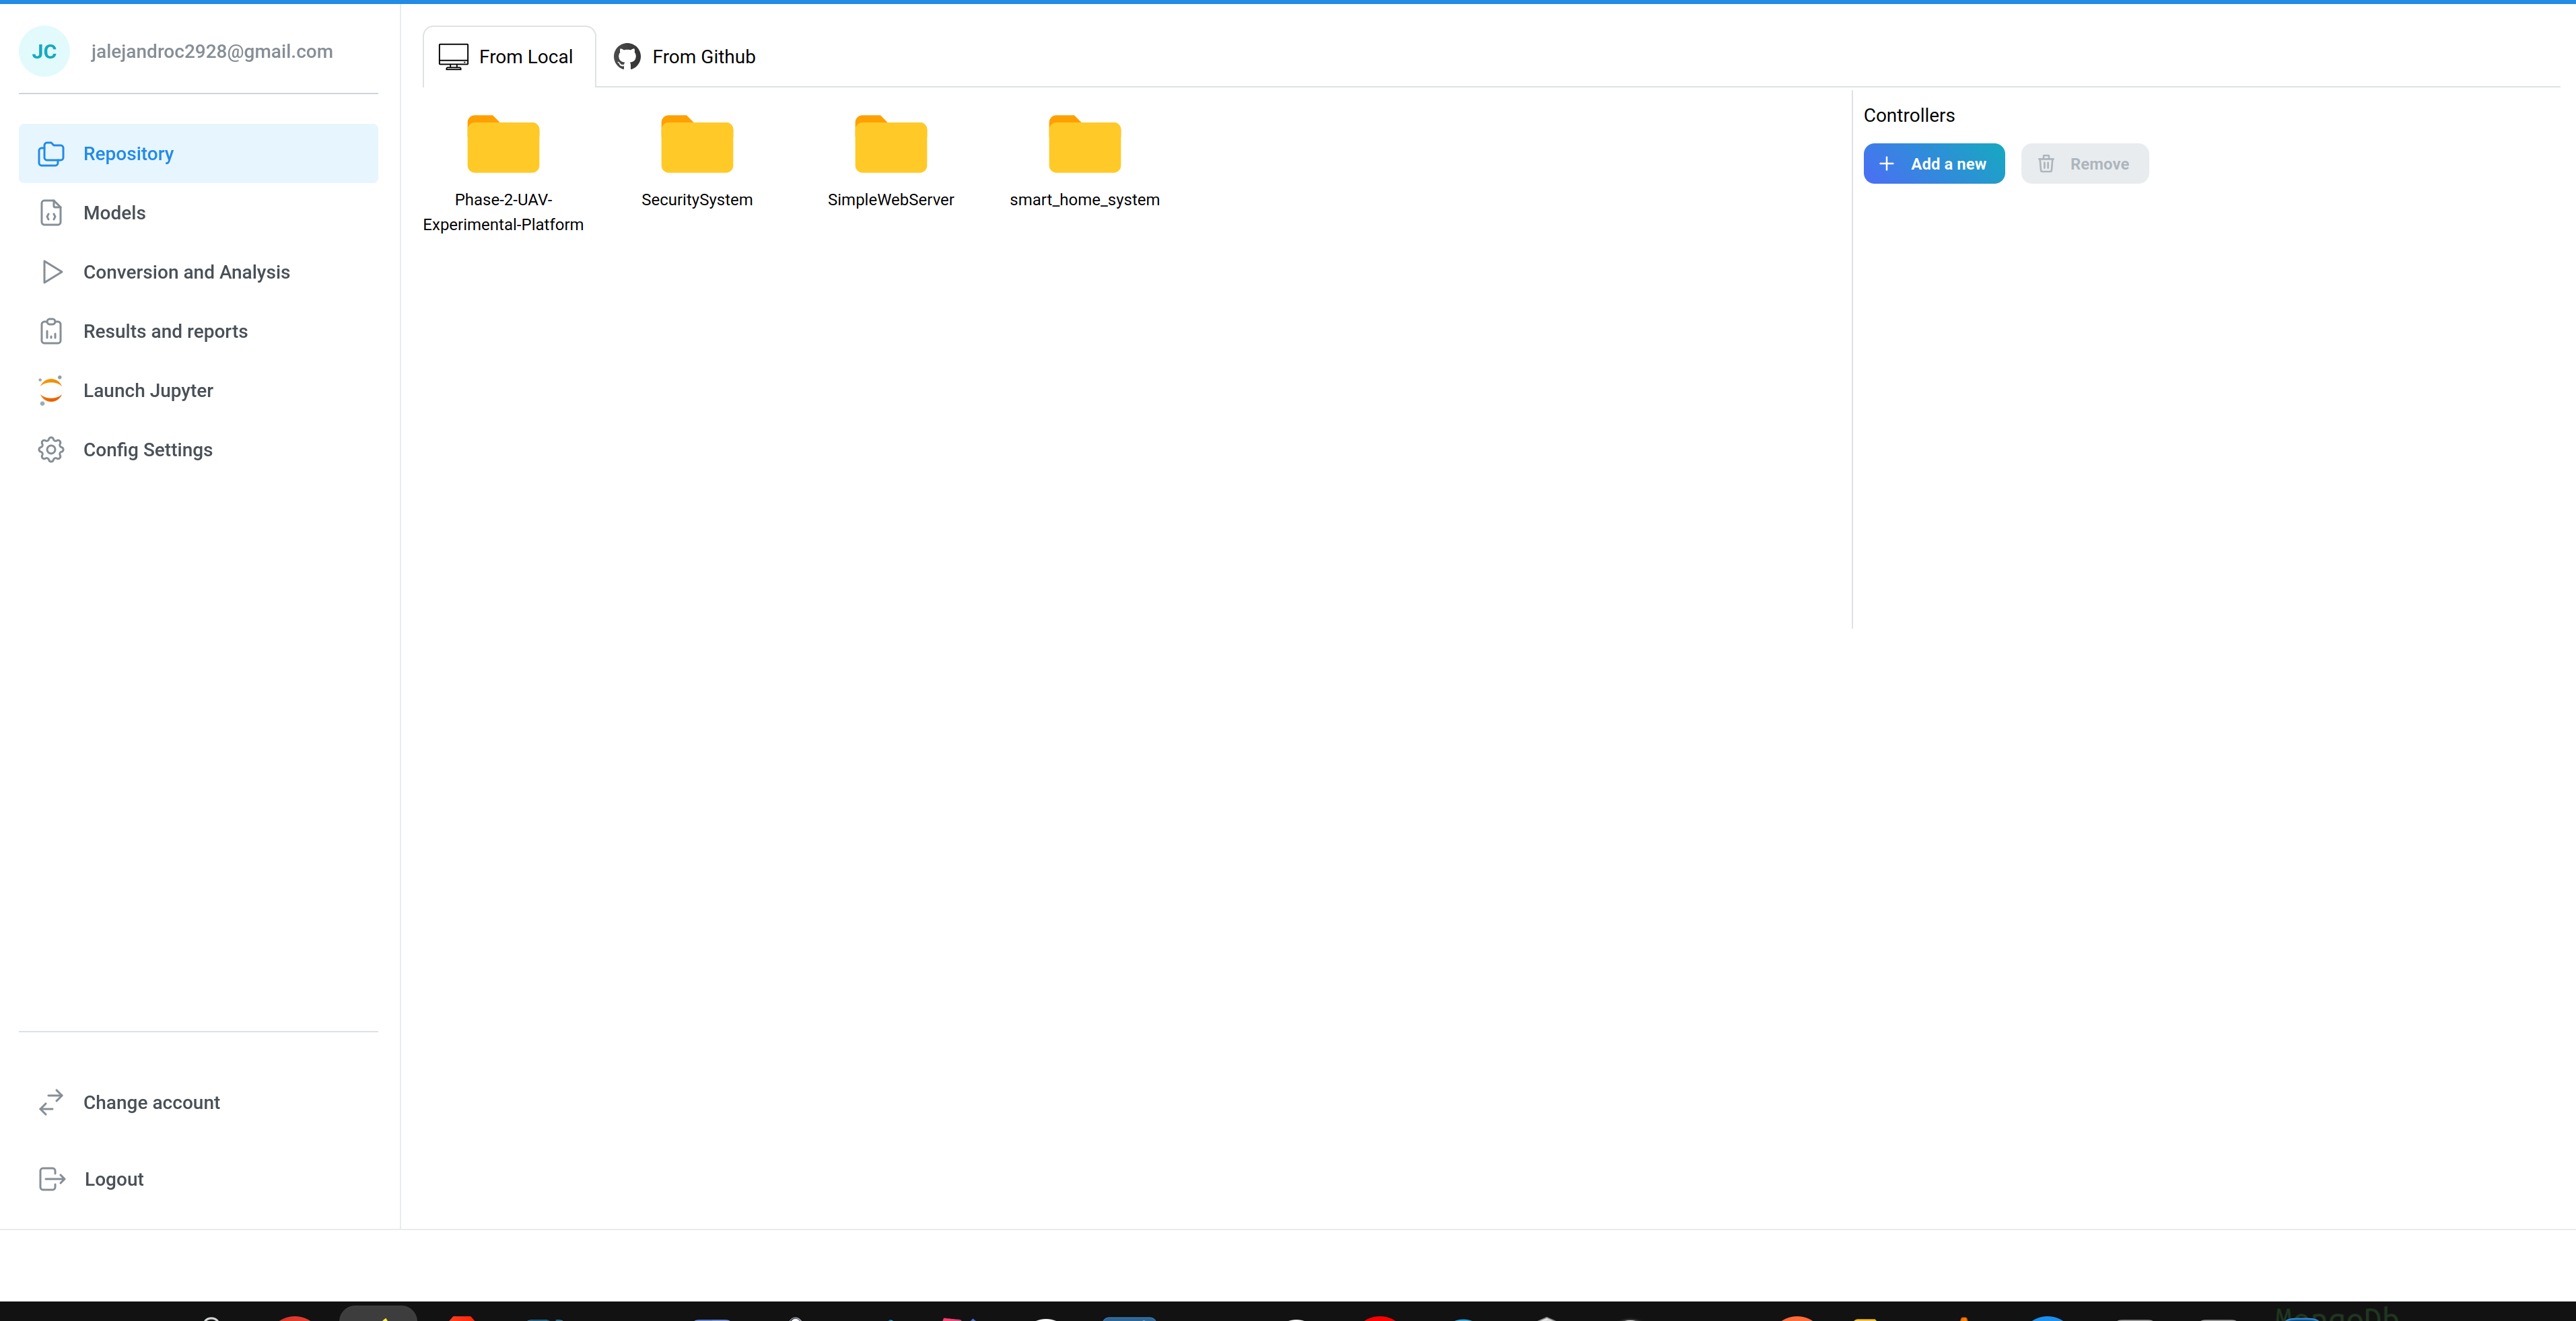 JC
jalejandroc2928@gmail.com
Repository
Models
Conversion and Analysis
Results and reports
Launch Jupyter
Config Settings
Change account
Logout
From Local
From Github
Phase-2-UAV-
Experimental-Platform
SecuritySystem
SimpleWebServer
smart_home_system
Controllers
Add a new
Remove
MongoDb